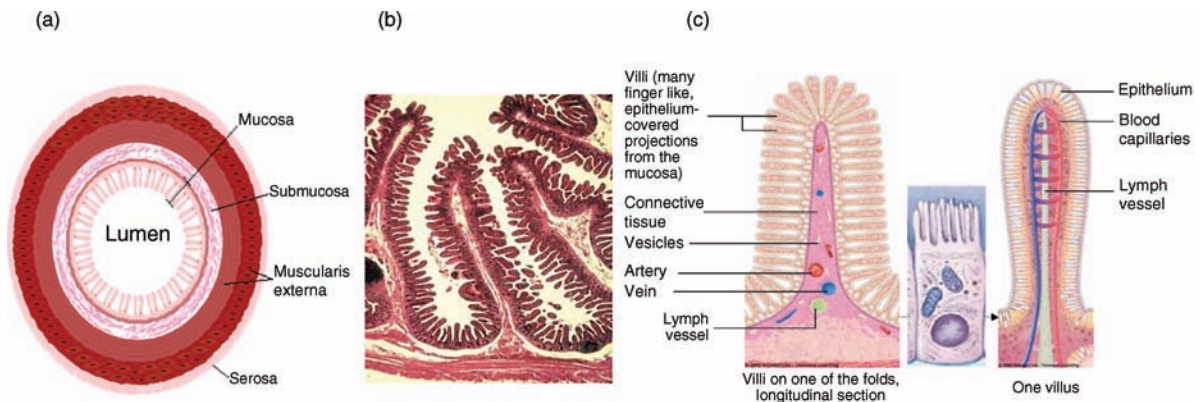 (a)
Mucosa
Submucosa
Lumen
Muscularis
externa
Serosa
(b)
(c)
Villi (many
finger like,
epithelium-
covered
projections
from the
mucosa)
Connective
tissue
Vesicles
Artery
Vein
Lymph
vessel
Villi on one of the folds,
longitudinal section
Epithelium
Blood
capillaries
Lymph
vessel
One villus